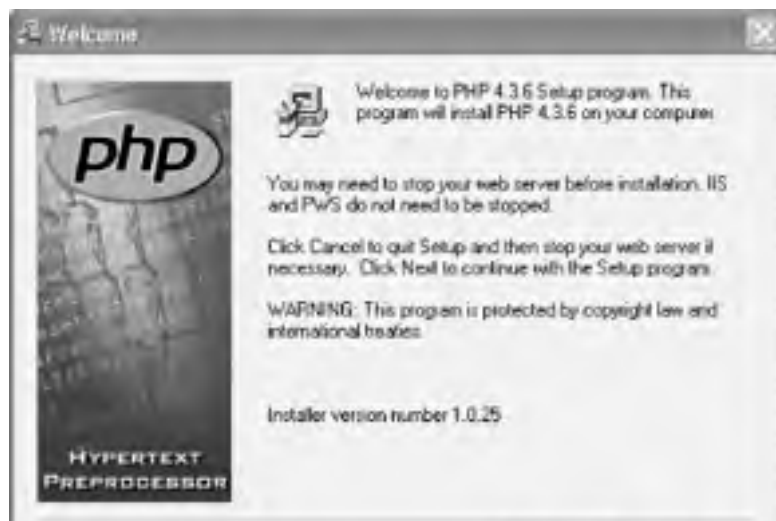 Welcome
php
HYPERTEXT
PREPROCESSOR
Welcome to PHP 4.3.6 Setup program. This
program will install PHP 4.3.6 on your computer
You may need to stop your web server before installation. IIS
and PWS do not need to be stopped.
Click Cancel to quit Setup and then stop your web server if
necessary. Click Next to continue with the Setup program.
WARNING: This program is protected by copyright law and
international treaties.
Installer version number 1.0.25